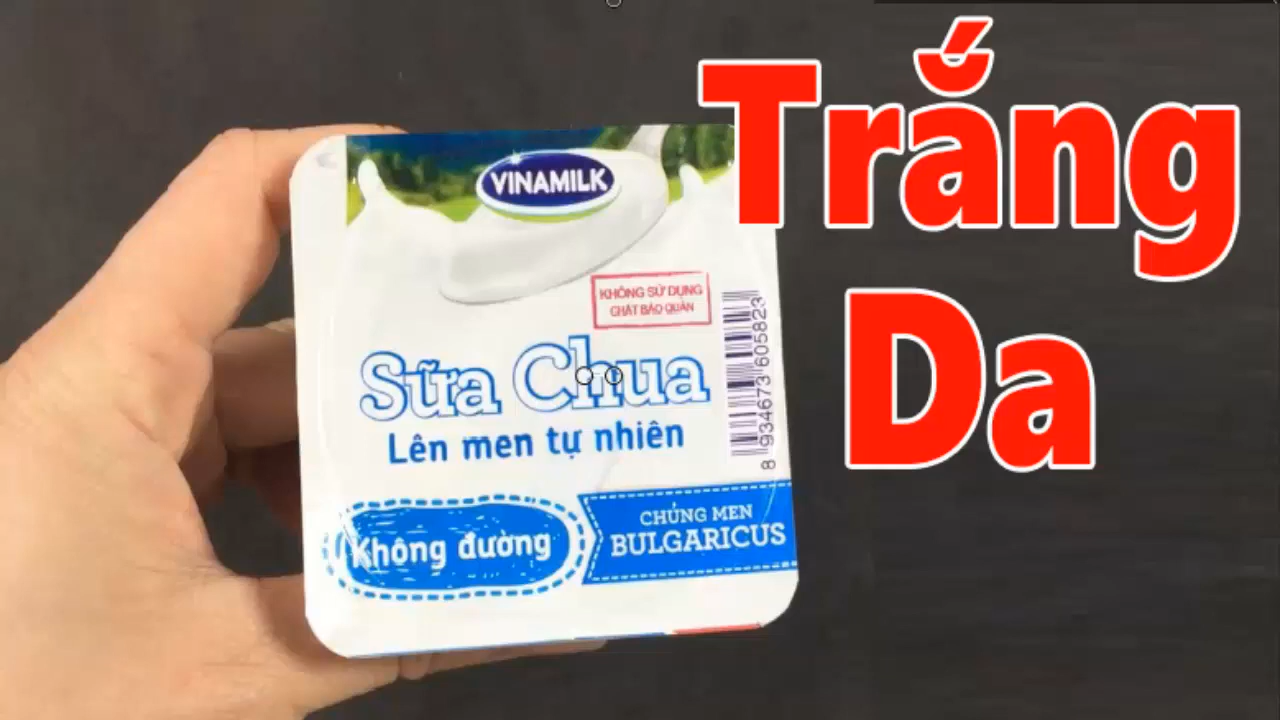 Trắng
Da
VINAMILK
KHÔNG SỬ DỤNG
CHẤT BẢO QUẢN
Sữa Chua
Lên men tự nhiên
8 934673 605823
Không đường
CHỦNG MEN
BULGARICUS